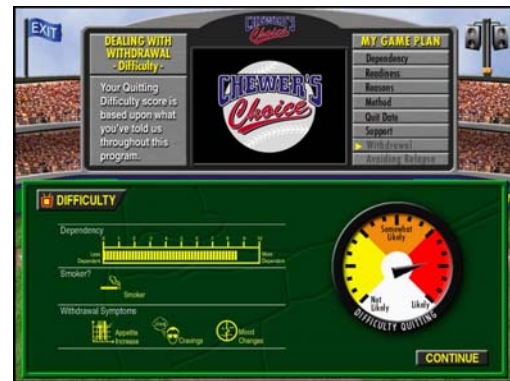 EXIT
DEALING WITH
WITHDRAWAL
- Difficulty -
Your Quitting
Difficulty score is
based upon what
you've told us
throughout this
program.
CHEWER'S
Choice
CHEWER'S
Choice
MY GAME PLAN
Dependency
Readiness
Reasons
Method
Quit Date
Support
Withdrawal
Avoiding Relapse
DIFFICULTY
Dependency
Less
Dependent
More
Dependent
Smoker?
Smoker
Withdrawal Symptoms
Appetite
Increase
Cravings
Mood
Changes
Somewhat
Likely
Not
Likely
Likely
DIFFICULTY QUITTING
CONTINUE